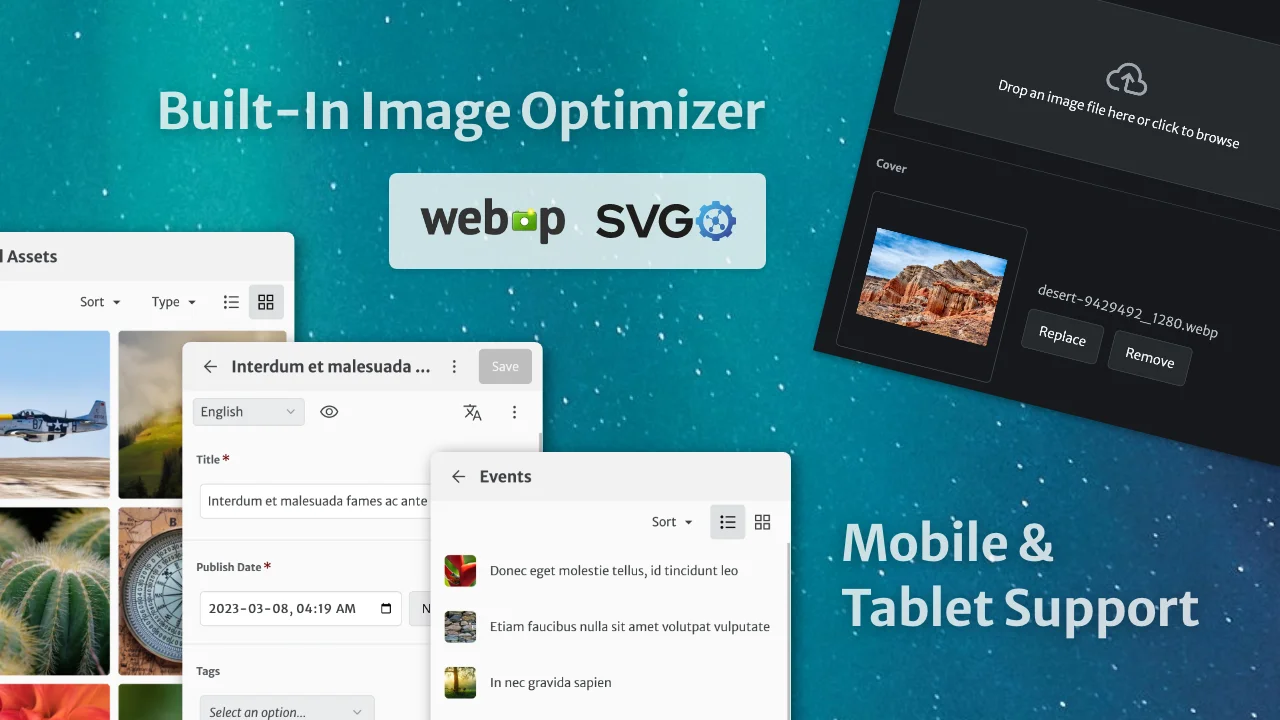 Built-In Image Optimizer
webp SVGO
Drop an image file here or click to browse
Cover
desert-9429492_1280.webp
Replace
Remove
Assets
Sort
Type
87
B
Interdum et malesuada ...
Save
English
Title *
Interdum et malesuada fames ac ante
Publish Date *
2023-03-08, 04:19 AM
N
Tags
Select an option...
Events
Sort
Donec eget molestie tellus, id tincidunt leo
Etiam faucibus nulla sit amet volutpat vulputate
In nec gravida sapien
Mobile &
Tablet Support